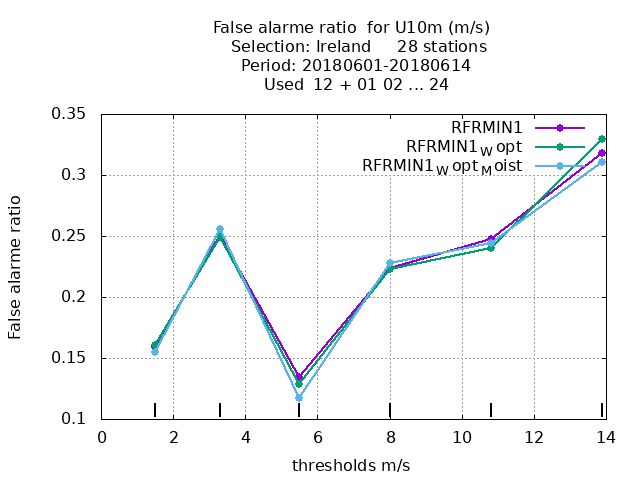 False alarme ratio  for U10m (m/s)
Selection: Ireland     28 stations
Period: 20180601-20180614
Used  12 + 01 02 ... 24
0.35
0.3
0.25
0.2
0.15
0.1
False alarme ratio
RFRMIN1
RFRMIN1W opt
RFRMIN1W optM oist
0 2 4 6 8 10 12 14
thresholds m/s